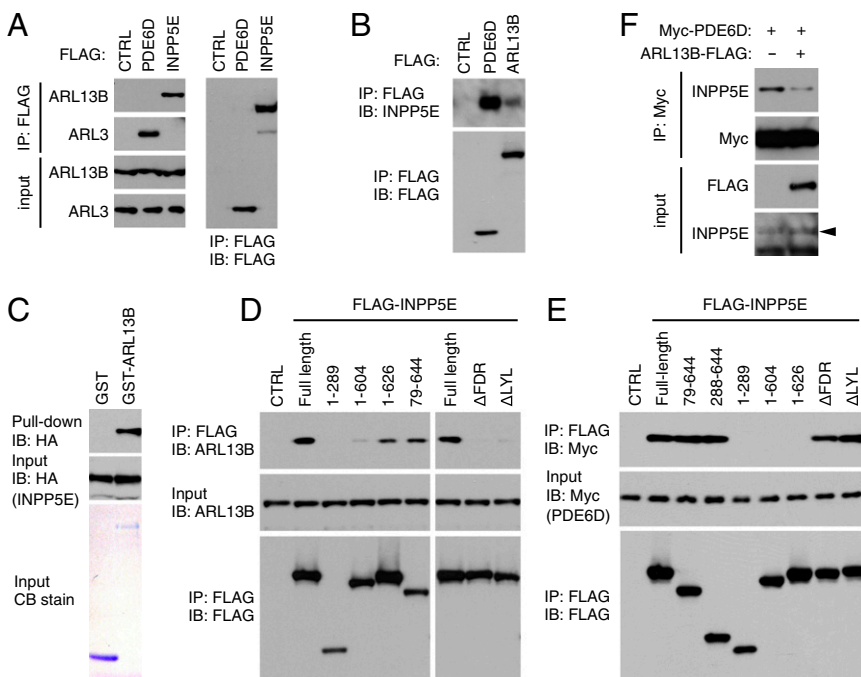 A
FLAG:
CTRL
PDE6D
INPP5E
CTRL
PDE6D
INPP5E
IP: FLAG
ARL13B
ARL3
input
ARL13B
ARL3
IP: FLAG
IB: FLAG
B
FLAG:
CTRL
PDE6D
ARL13B
IP: FLAG
IB: INPP5E
IP: FLAG
IB: FLAG
F
Myc-PDE6D: + +
ARL13B-FLAG: − +
IP: Myc
INPP5E
Myc
input
FLAG
INPP5E
C
GST
GST-ARL13B
Pull-down
IB: HA
Input
IB: HA
(INPP5E)
Input
CB stain
D
FLAG-INPP5E
CTRL
Full length
1-289
1-604
1-626
79-644
Full length
ΔFDR
ΔLYL
IP: FLAG
IB: ARL13B
Input
IB: ARL13B
IP: FLAG
IB: FLAG
E
FLAG-INPP5E
CTRL
Full-length
79-644
288-644
1-289
1-604
1-626
ΔFDR
ΔLYL
IP: FLAG
IB: Myc
Input
IB: Myc
(PDE6D)
IP: FLAG
IB: FLAG